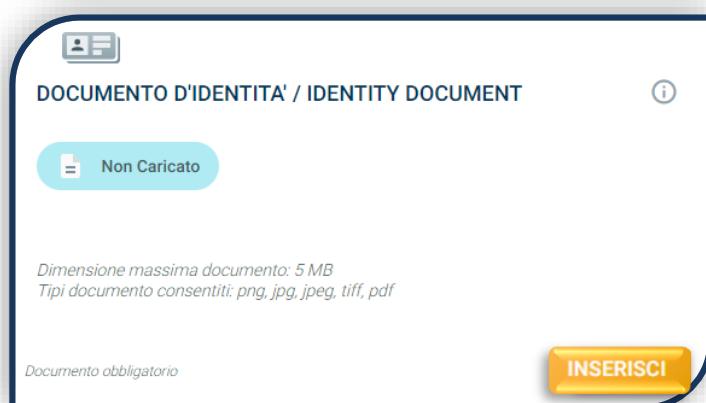 DOCUMENTO D'IDENTITA' / IDENTITY DOCUMENT
Non Caricato
Dimensione massima documento: 5 MB
Tipi documento consentiti: png, jpg, jpeg, tiff, pdf
Documento obbligatorio
INSERISCI